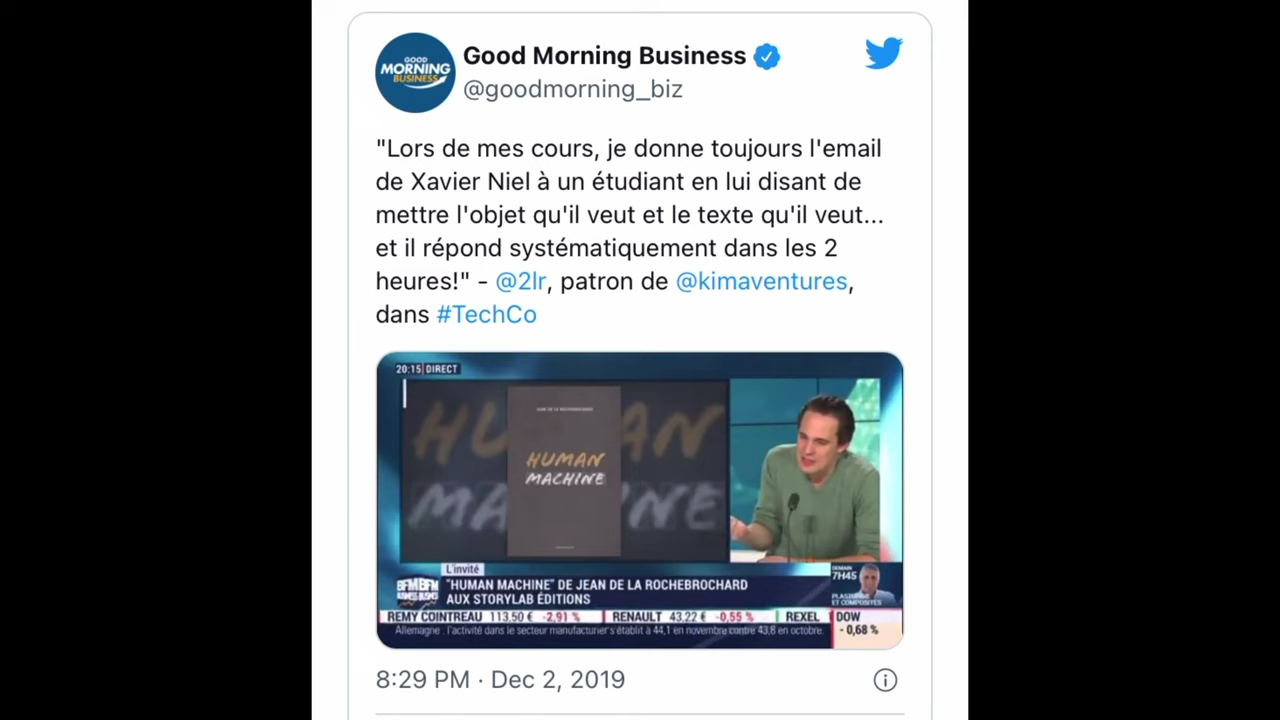 GOOD
MORNING
BUSINESS
Good Morning Business
@goodmorning_biz
"Lors de mes cours, je donne toujours l'email
de Xavier Niel à un étudiant en lui disant de
mettre l'objet qu'il veut et le texte qu'il veut...
et il répond systématiquement dans les 2
heures!" - @2lr, patron de @kimaventures,
dans #TechCo
20:15 DIRECT
HUMAN
MACHINE
HUMAN
MACHINE
L'invité
"HUMAN MACHINE" DE JEAN DE LA ROCHEBROCHARD
AUX STORYLAB ÉDITIONS
DEMAIN
7H45
ET COMPOSITES
REMY COINTREAU 113,50 € -2,91 % RENAULT 43,22 € -0,55 % REXEL
DOW
- 0,68 %
Allemagne : l'activité dans le secteur manufacturier s'établit à 44,1 en novembre contre 43,6 en octobre.
8:29 PM · Dec 2, 2019